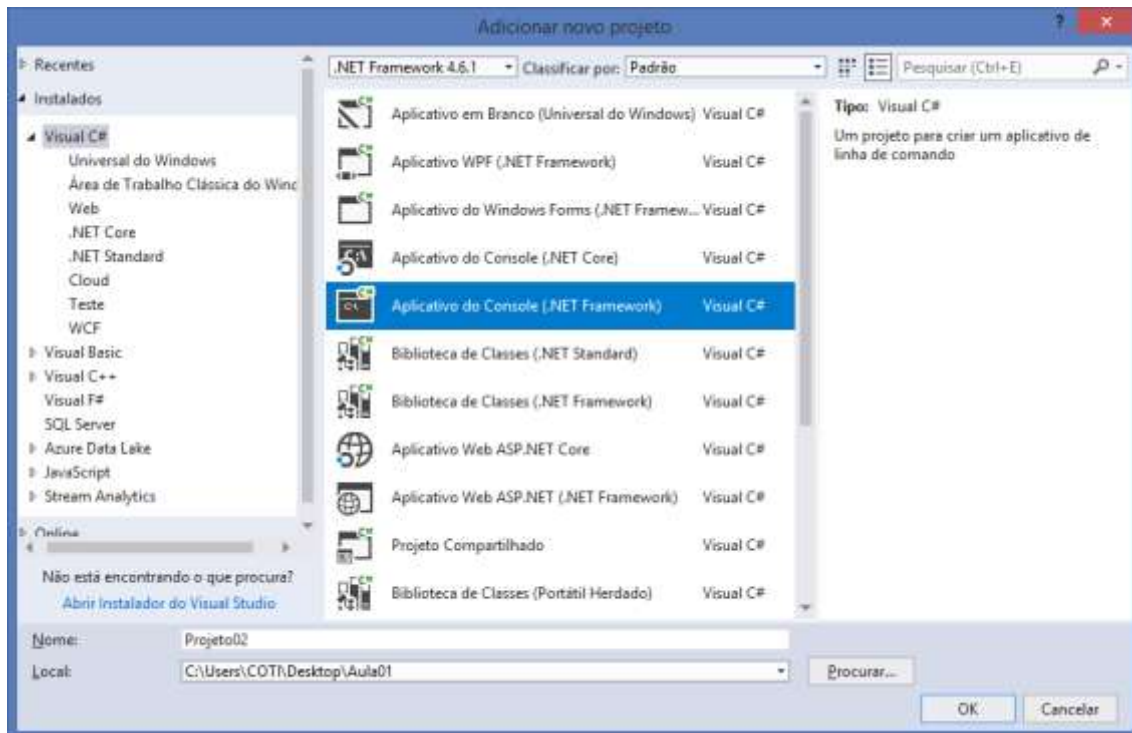 Adicionar novo projeto
Recentes
Instalados
Visual C#
Universal do Windows
Área de Trabalho Clássica do Wind
Web
.NET Core
.NET Standard
Cloud
Teste
WCF
Visual Basic
Visual C++
Visual F#
SQL Server
Azure Data Lake
JavaScript
Stream Analytics
Online
Não está encontrando o que procura?
Abrir Instalador do Visual Studio
.NET Framework 4.6.1 Classificar por: Padrão
Pesquisar (Ctrl+E)
Aplicativo em Branco (Universal do Windows) Visual C#
Aplicativo WPF (.NET Framework) Visual C#
Aplicativo do Windows Forms (.NET Framew... Visual C#
Aplicativo do Console (.NET Core) Visual C#
Aplicativo do Console (.NET Framework) Visual C#
Biblioteca de Classes (.NET Standard) Visual C#
Biblioteca de Classes (.NET Framework) Visual C#
Aplicativo Web ASP.NET Core Visual C#
Aplicativo Web ASP.NET (.NET Framework) Visual C#
Projeto Compartilhado Visual C#
Biblioteca de Classes (Portátil Herdado) Visual C#
Tipo: Visual C#
Um projeto para criar um aplicativo de
linha de comando
Nome: Projeto02
Local: C:\Users\COTI\Desktop\Aula01
Procurar...
OK Cancelar